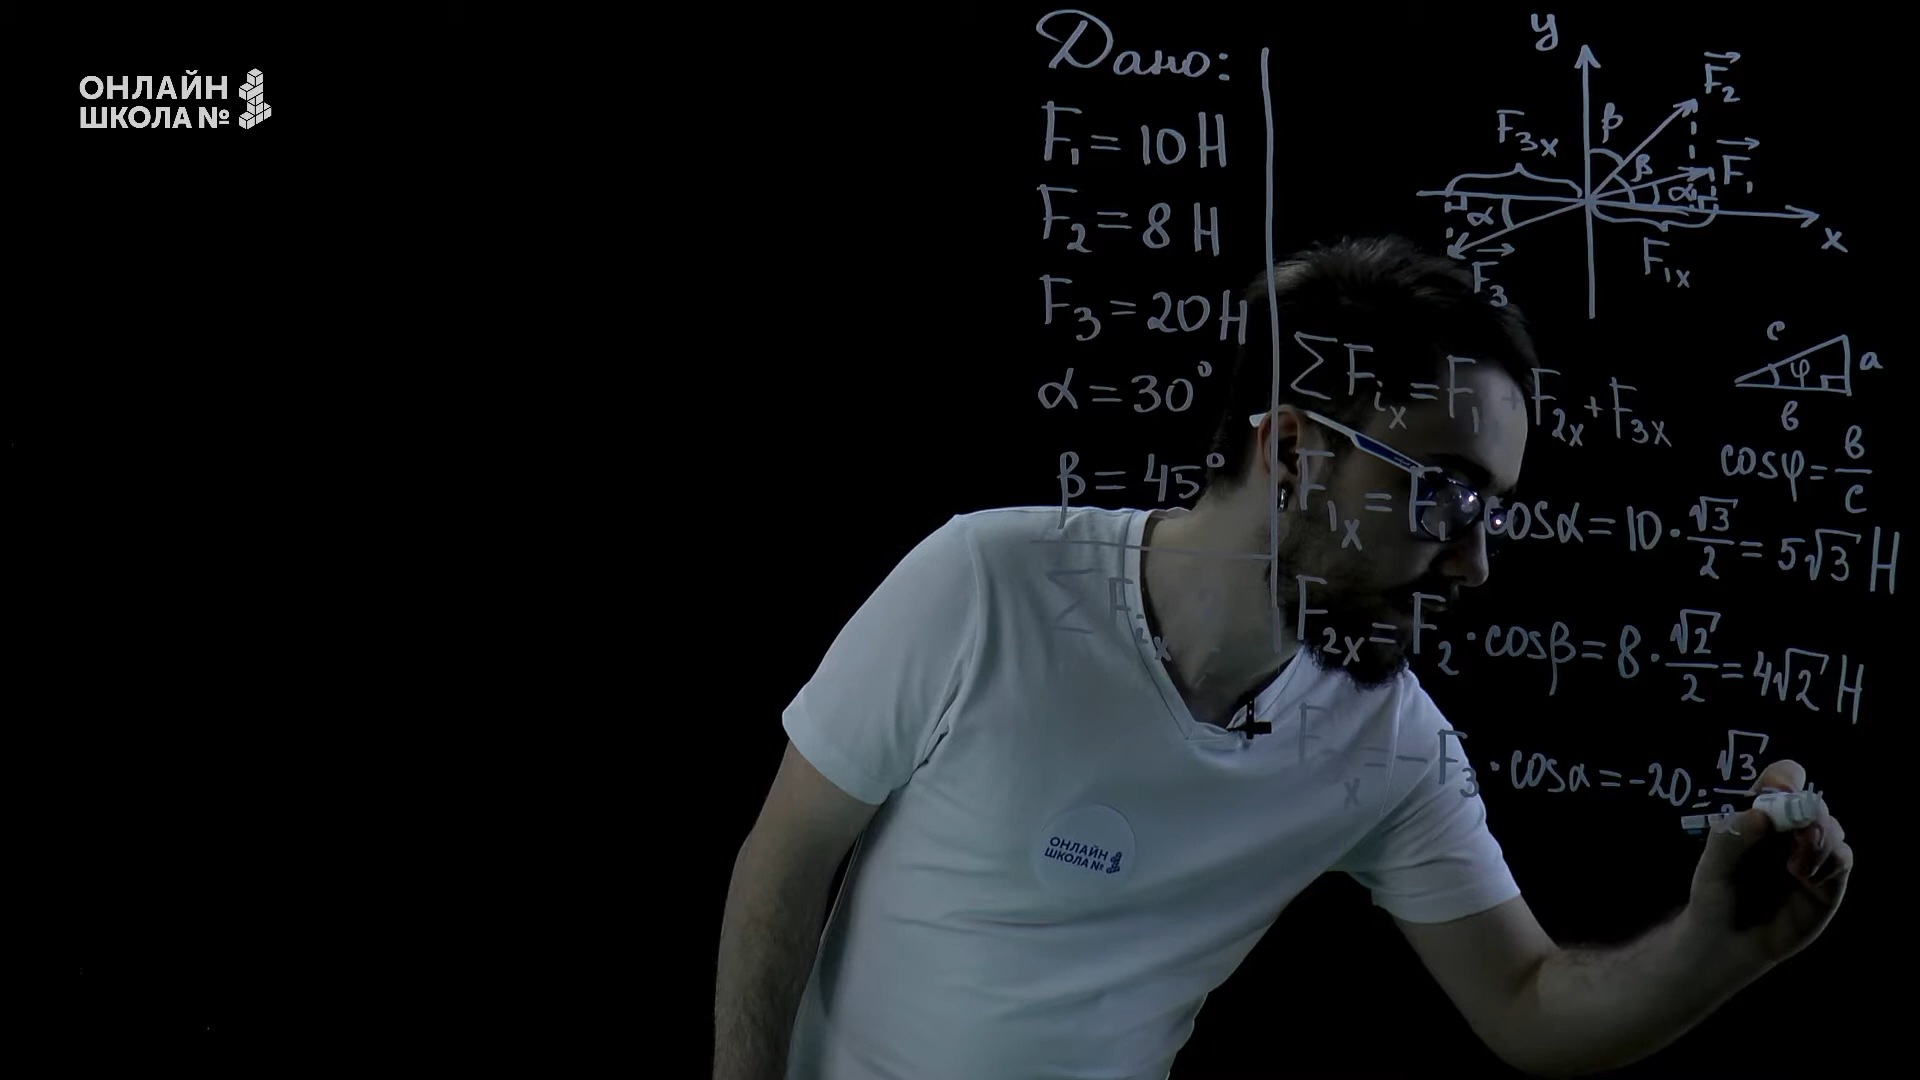 ОНЛАЙН
ШКОЛА №
Дано:
F₁ = 10 Н
F₂ = 8 Н
F₃ = 20 Н
α = 30°
β = 45°
ΣFᵢₓ
y
F₂
β
F₃ₓ
β
F₁
α
α
x
F₃
F₁ₓ
c
φ
a
в
cosφ = в/c
ΣFᵢₓ = F₁ + F₂ₓ + F₃ₓ
F₁ₓ = F₁ cosα = 10 · √3/2 = 5√3 Н
F₂ₓ = F₂ · cosβ = 8 · √2/2 = 4√2 Н
F ₓ = -F₃ · cosα = -20 · √3/2
ОНЛАЙН
ШКОЛА №